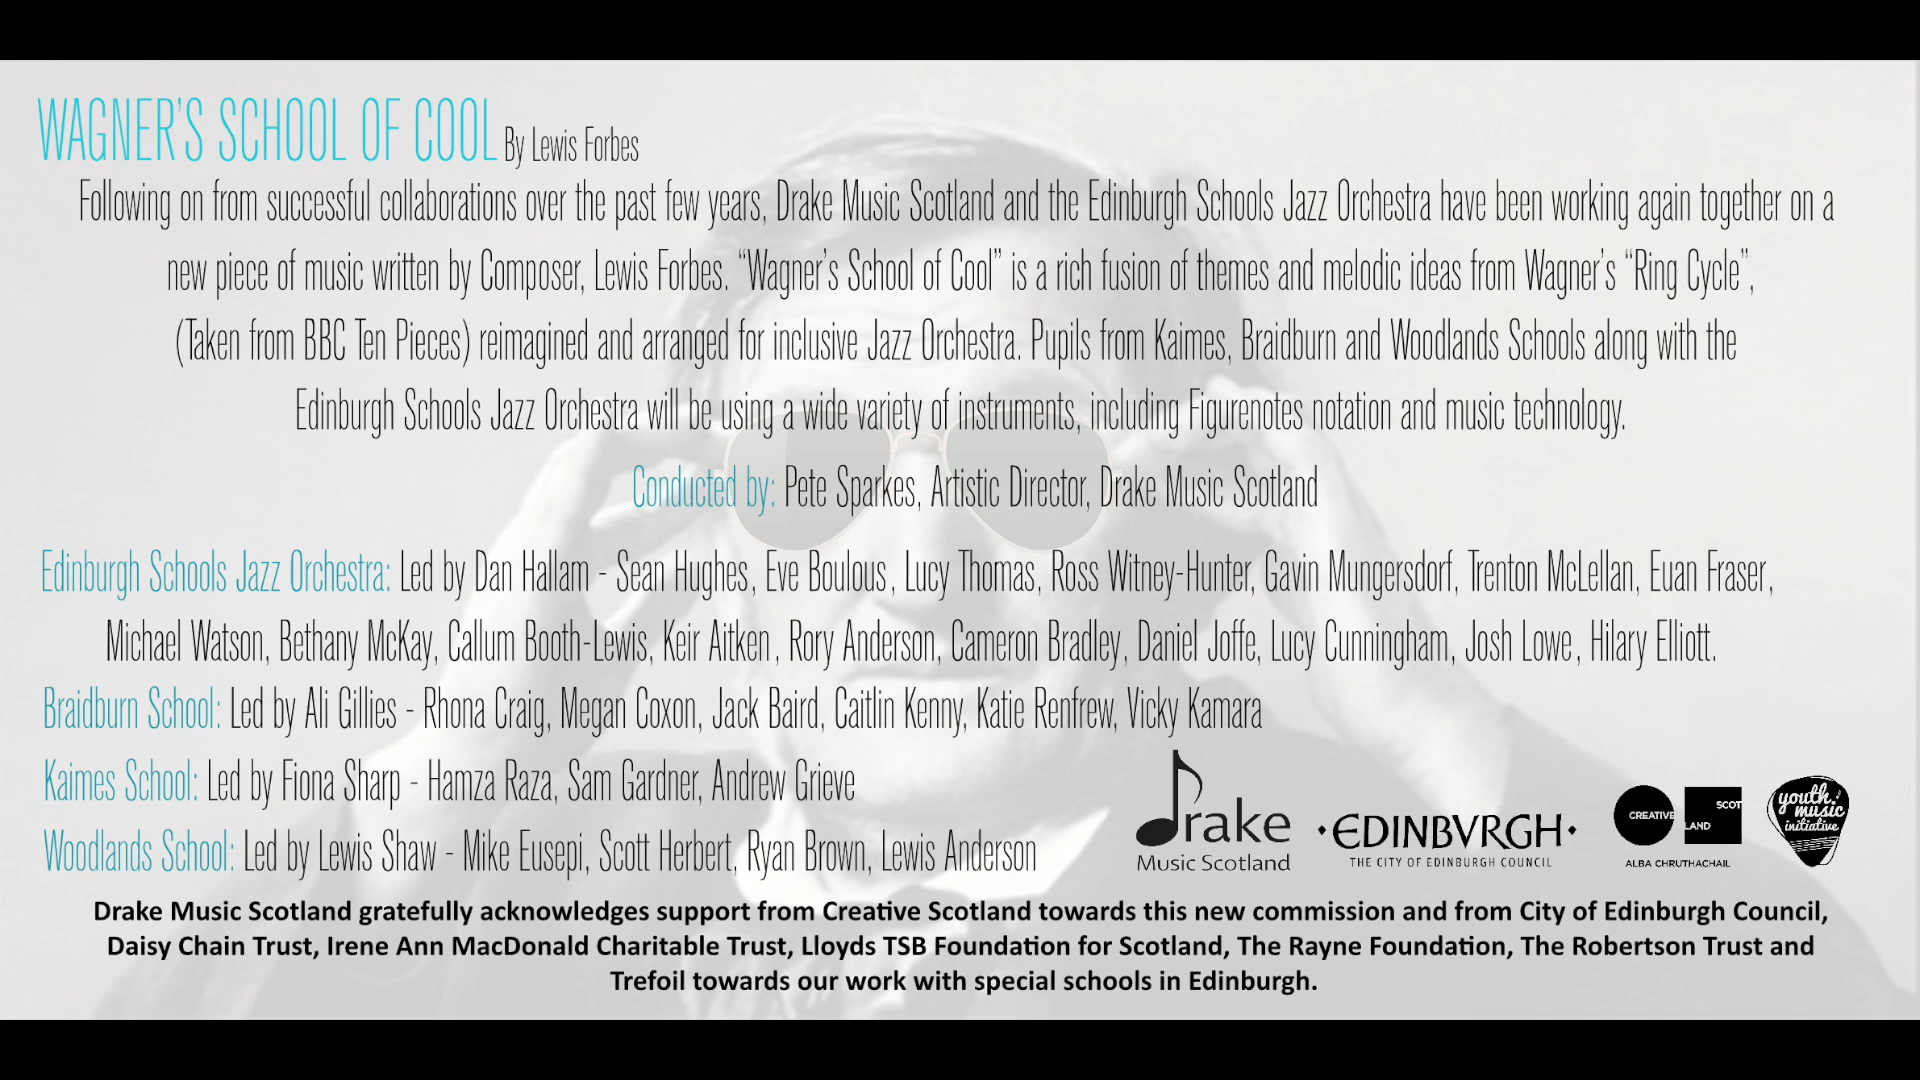 WAGNER'S SCHOOL OF COOL By Lewis Forbes
Following on from successful collaborations over the past few years, Drake Music Scotland and the Edinburgh Schools Jazz Orchestra have been working again together on a
new piece of music written by Composer, Lewis Forbes. “Wagner's School of Cool” is a rich fusion of themes and melodic ideas from Wagner's “Ring Cycle”,
(Taken from BBC Ten Pieces) reimagined and arranged for inclusive Jazz Orchestra. Pupils from Kaimes, Braidburn and Woodlands Schools along with the
Edinburgh Schools Jazz Orchestra will be using a wide variety of instruments, including Figurenotes notation and music technology.
Conducted by: Pete Sparkes, Artistic Director, Drake Music Scotland
Edinburgh Schools Jazz Orchestra: Led by Dan Hallam - Sean Hughes, Eve Boulous, Lucy Thomas, Ross Witney-Hunter, Gavin Mungersdorf, Trenton McLellan, Euan Fraser,
Michael Watson, Bethany McKay, Callum Booth-Lewis, Keir Aitken, Rory Anderson, Cameron Bradley, Daniel Joffe, Lucy Cunningham, Josh Lowe, Hilary Elliott.
Braidburn School: Led by Ali Gillies - Rhona Craig, Megan Coxon, Jack Baird, Caitlin Kenny, Katie Renfrew, Vicky Kamara
Kaimes School: Led by Fiona Sharp - Hamza Raza, Sam Gardner, Andrew Grieve
Woodlands School: Led by Lewis Shaw - Mike Eusepi, Scott Herbert, Ryan Brown, Lewis Anderson
Drake
Music Scotland
·EDINBVRGH·
THE CITY OF EDINBURGH COUNCIL
CREATIVE SCOT
LAND
ALBA CHRUTHACHAIL
youth
music
initiative
Drake Music Scotland gratefully acknowledges support from Creative Scotland towards this new commission and from City of Edinburgh Council,
Daisy Chain Trust, Irene Ann MacDonald Charitable Trust, Lloyds TSB Foundation for Scotland, The Rayne Foundation, The Robertson Trust and
Trefoil towards our work with special schools in Edinburgh.